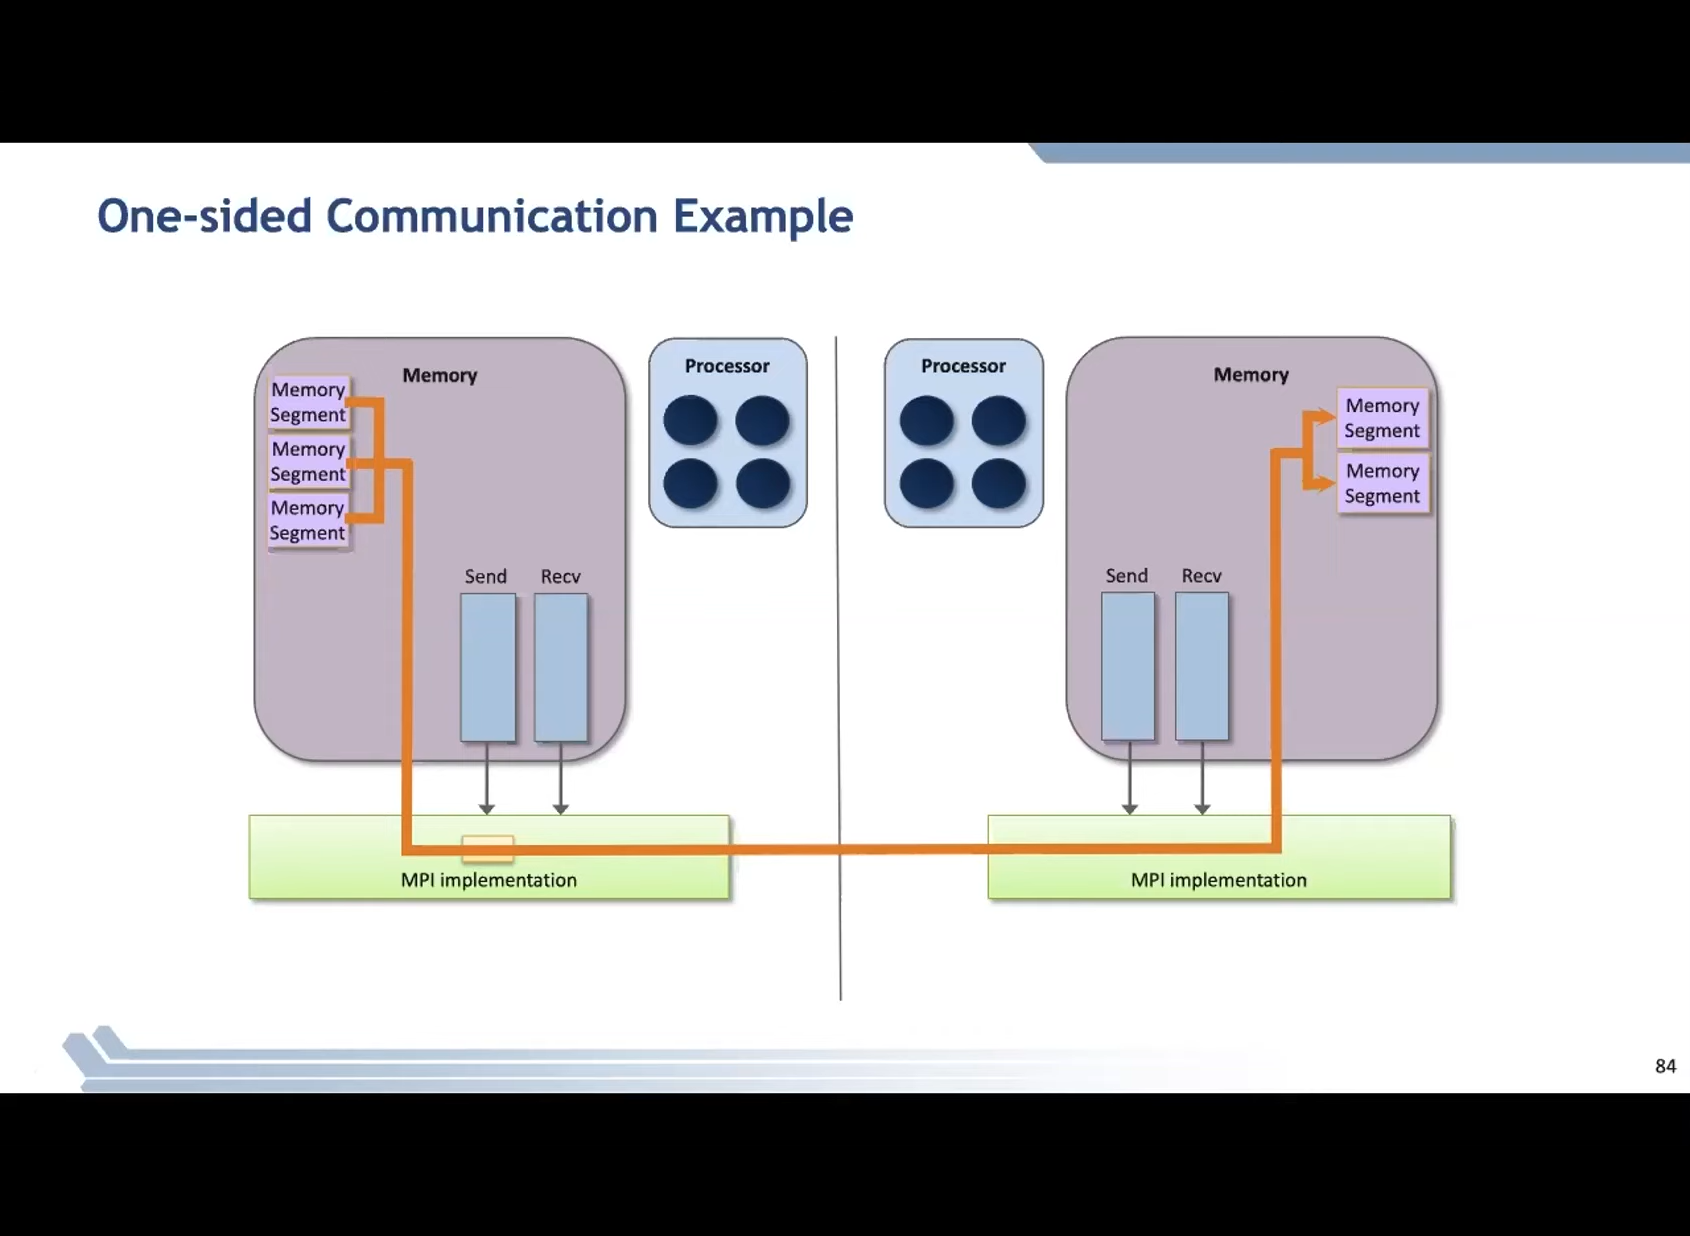 One-sided Communication Example
Memory
Memory
Segment
Memory
Segment
Memory
Segment
Send Recv
Processor
Processor
Memory
Memory
Segment
Memory
Segment
Send Recv
MPI implementation
MPI implementation
84